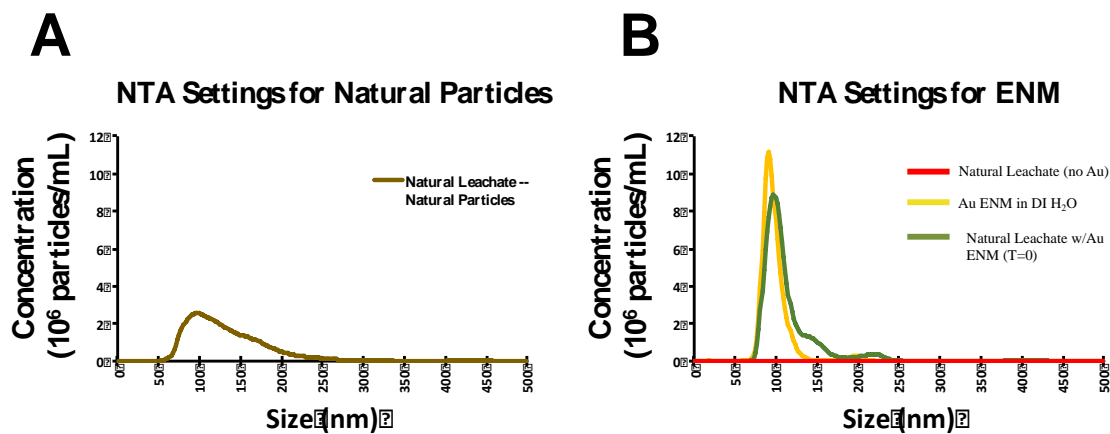 A
NTA Settings for Natural Particles
Concentration
(10⁶ particles/mL)
12
10
8
6
4
2
0
Natural Leachate --
Natural Particles
0
50
100
150
200
250
300
350
400
450
500
Size (nm)
B
NTA Settings for ENM
Concentration
(10⁶ particles/mL)
12
10
8
6
4
2
0
Natural Leachate (no Au)
Au ENM in DI H₂O
Natural Leachate w/Au
ENM (T=0)
0
50
100
150
200
250
300
350
400
450
500
Size (nm)